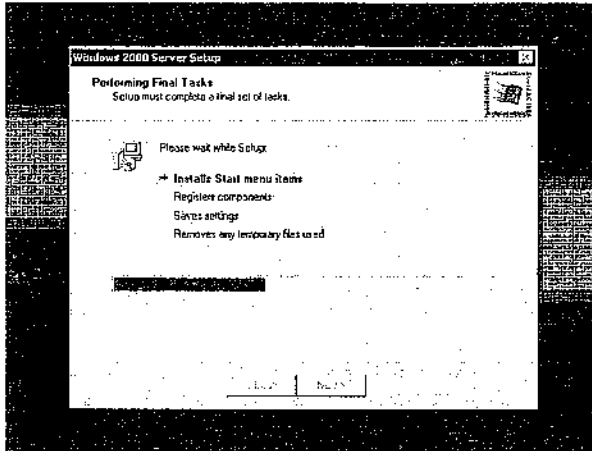 Windows 2000 Server Setup
Performing Final Tasks
Setup must complete a final set of tasks.
Please wait while Setup:
→ Installs Start menu items
Registers components
Saves settings
Removes any temporary files used